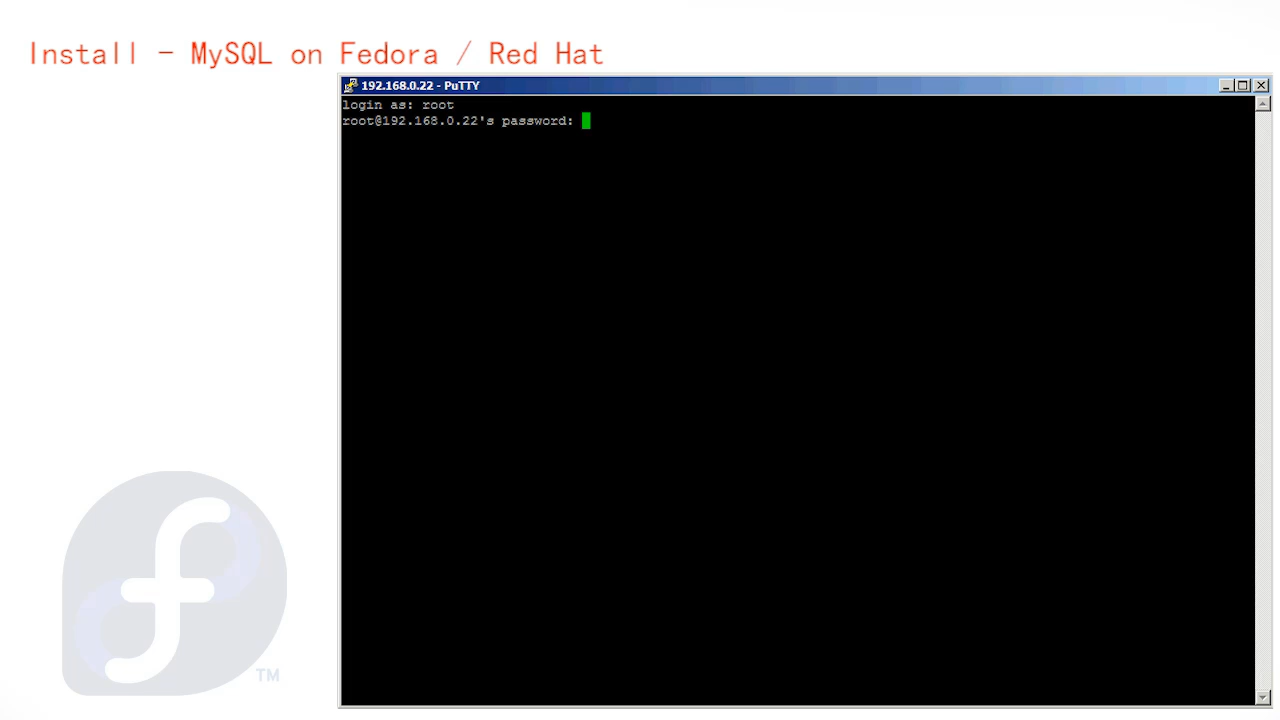 Install - MySQL on Fedora / Red Hat
192.168.0.22 - PuTTY
login as: root
root@192.168.0.22's password:
TM